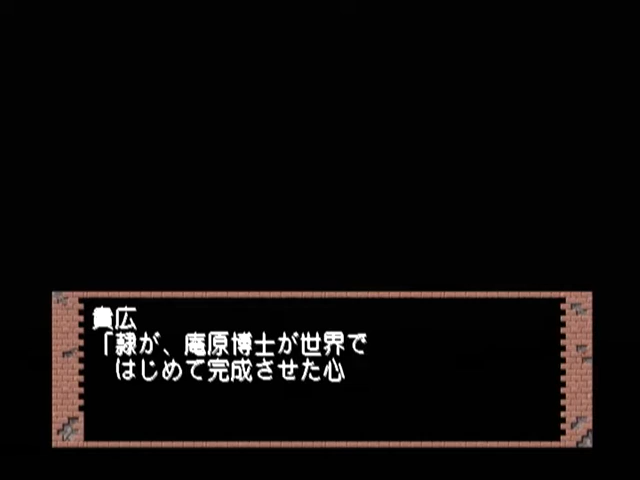 貴広
「隷が、庵原博士が世界で
はじめて完成させた心